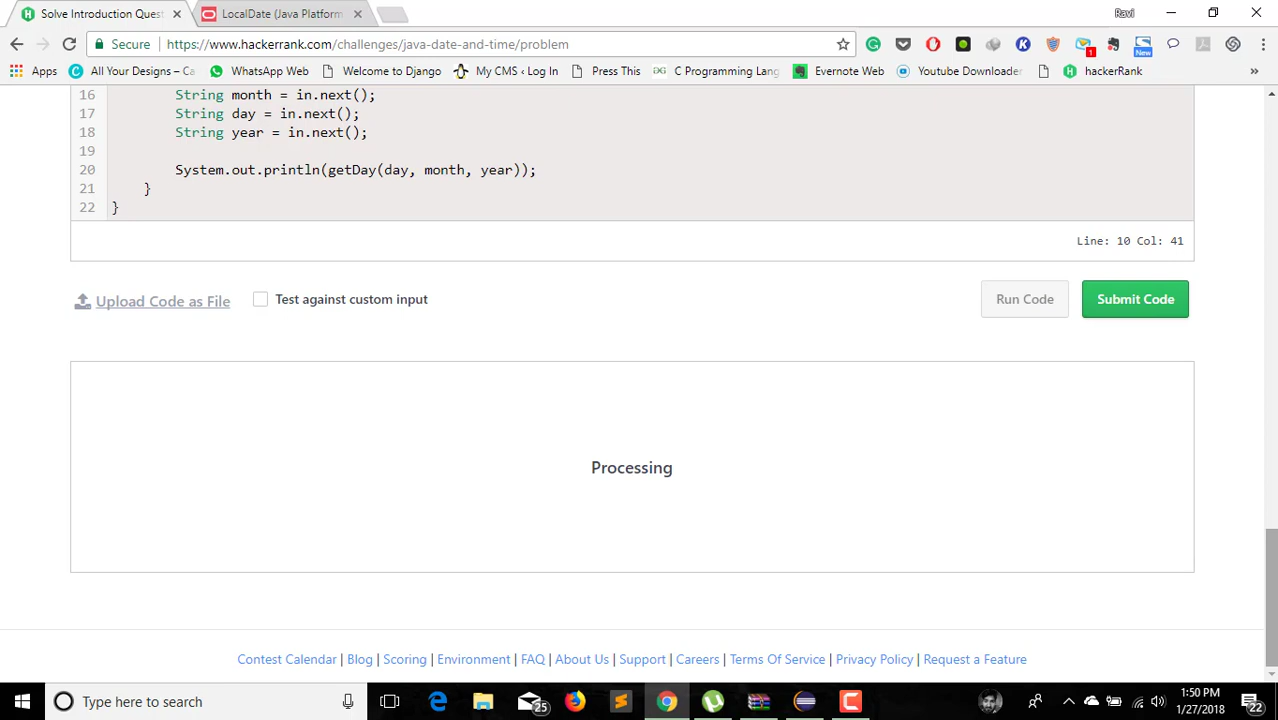 Solve Introduction Quest
LocalDate (Java Platform
Ravi
Secure
https://www.hackerrank.com/challenges/java-date-and-time/problem
1
New
Apps
All Your Designs – Ca
WhatsApp Web
Welcome to Django
My CMS ‹ Log In
Press This
C Programming Lang
Evernote Web
Youtube Downloader
hackerRank
»
16 String month = in.next();
17 String day = in.next();
18 String year = in.next();
19
20 System.out.println(getDay(day, month, year));
21 }
22 }
Line: 10 Col: 41
Upload Code as File
Test against custom input
Run Code
Submit Code
Processing
Contest Calendar | Blog | Scoring | Environment | FAQ | About Us | Support | Careers | Terms Of Service | Privacy Policy | Request a Feature
Type here to search
25
1:50 PM
1/27/2018
22